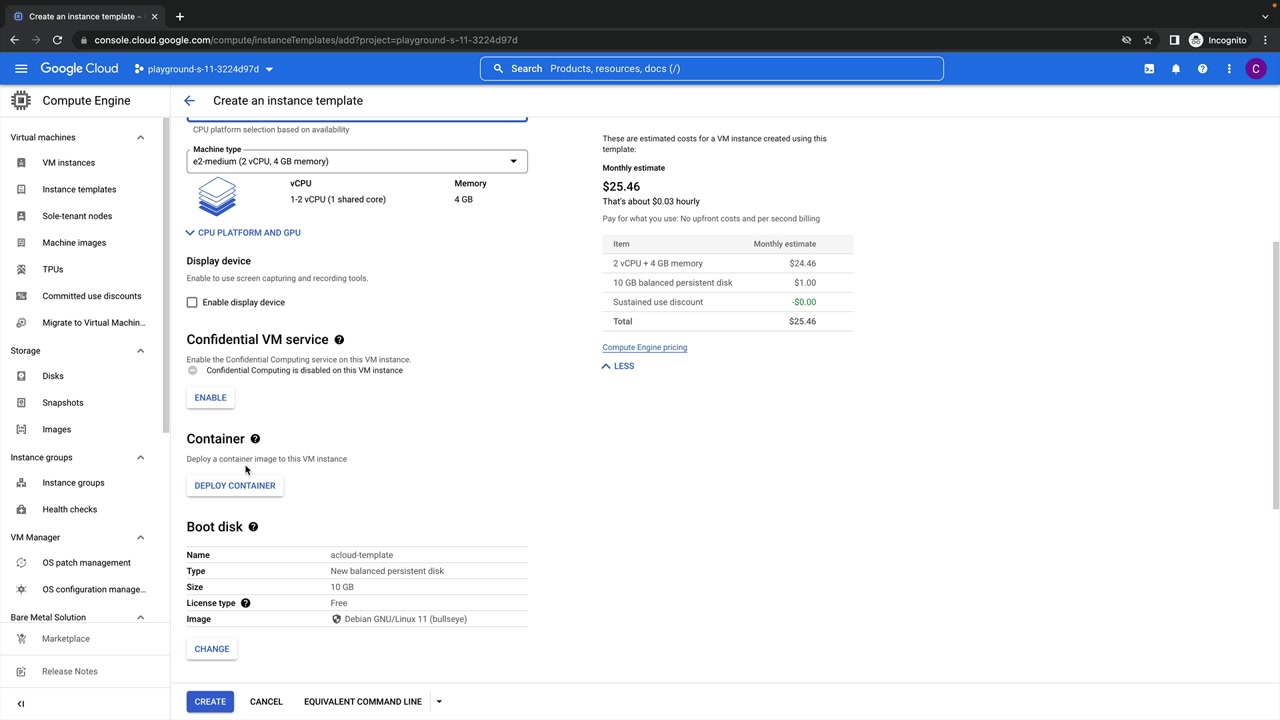 Create an instance template –
console.cloud.google.com/compute/instanceTemplates/add?project=playground-s-11-3224d97d
Incognito
Google Cloud
playground-s-11-3224d97d
Search Products, resources, docs (/)
C
Compute Engine
Create an instance template
Virtual machines
VM instances
Instance templates
Sole-tenant nodes
Machine images
TPUs
Committed use discounts
Migrate to Virtual Machin...
Storage
Disks
Snapshots
Images
Instance groups
Instance groups
Health checks
VM Manager
OS patch management
OS configuration manage...
Bare Metal Solution
Marketplace
Release Notes
CPU platform selection based on availability
Machine type
e2-medium (2 vCPU, 4 GB memory)
vCPU Memory
1-2 vCPU (1 shared core) 4 GB
CPU PLATFORM AND GPU
Display device
Enable to use screen capturing and recording tools.
Enable display device
Confidential VM service
Enable the Confidential Computing service on this VM instance.
Confidential Computing is disabled on this VM instance
ENABLE
Container
Deploy a container image to this VM instance
DEPLOY CONTAINER
Boot disk
Name acloud-template
Type New balanced persistent disk
Size 10 GB
License type Free
Image Debian GNU/Linux 11 (bullseye)
CHANGE
CREATE CANCEL EQUIVALENT COMMAND LINE
These are estimated costs for a VM instance created using this
template:
Monthly estimate
$25.46
That's about $0.03 hourly
Pay for what you use: No upfront costs and per second billing
Item Monthly estimate
2 vCPU + 4 GB memory $24.46
10 GB balanced persistent disk $1.00
Sustained use discount -$0.00
Total $25.46
Compute Engine pricing
LESS